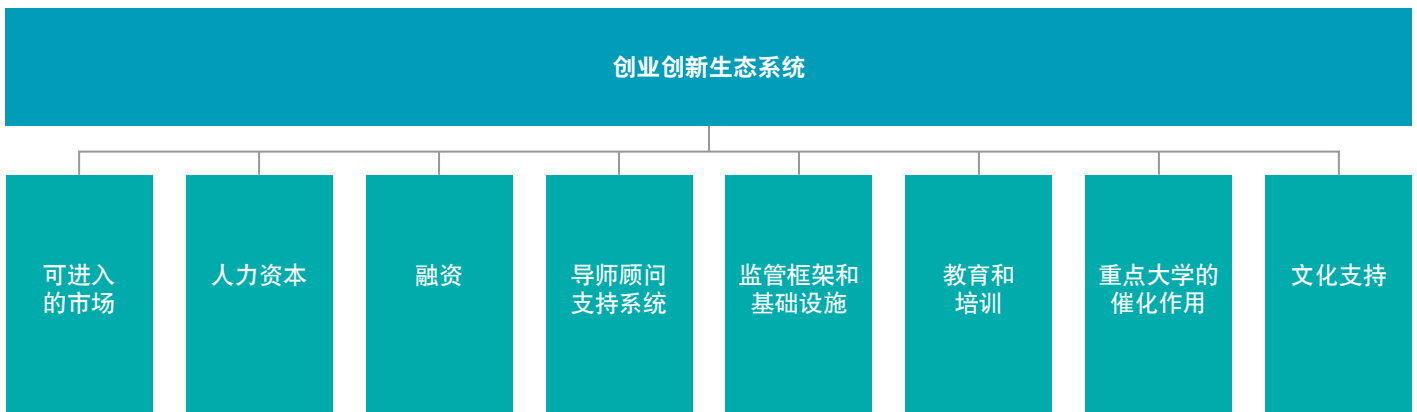 创业创新生态系统
可进入
的市场
人力资本
融资
导师顾问
支持系统
监管框架和
基础设施
教育和
培训
重点大学的
催化作用
文化支持